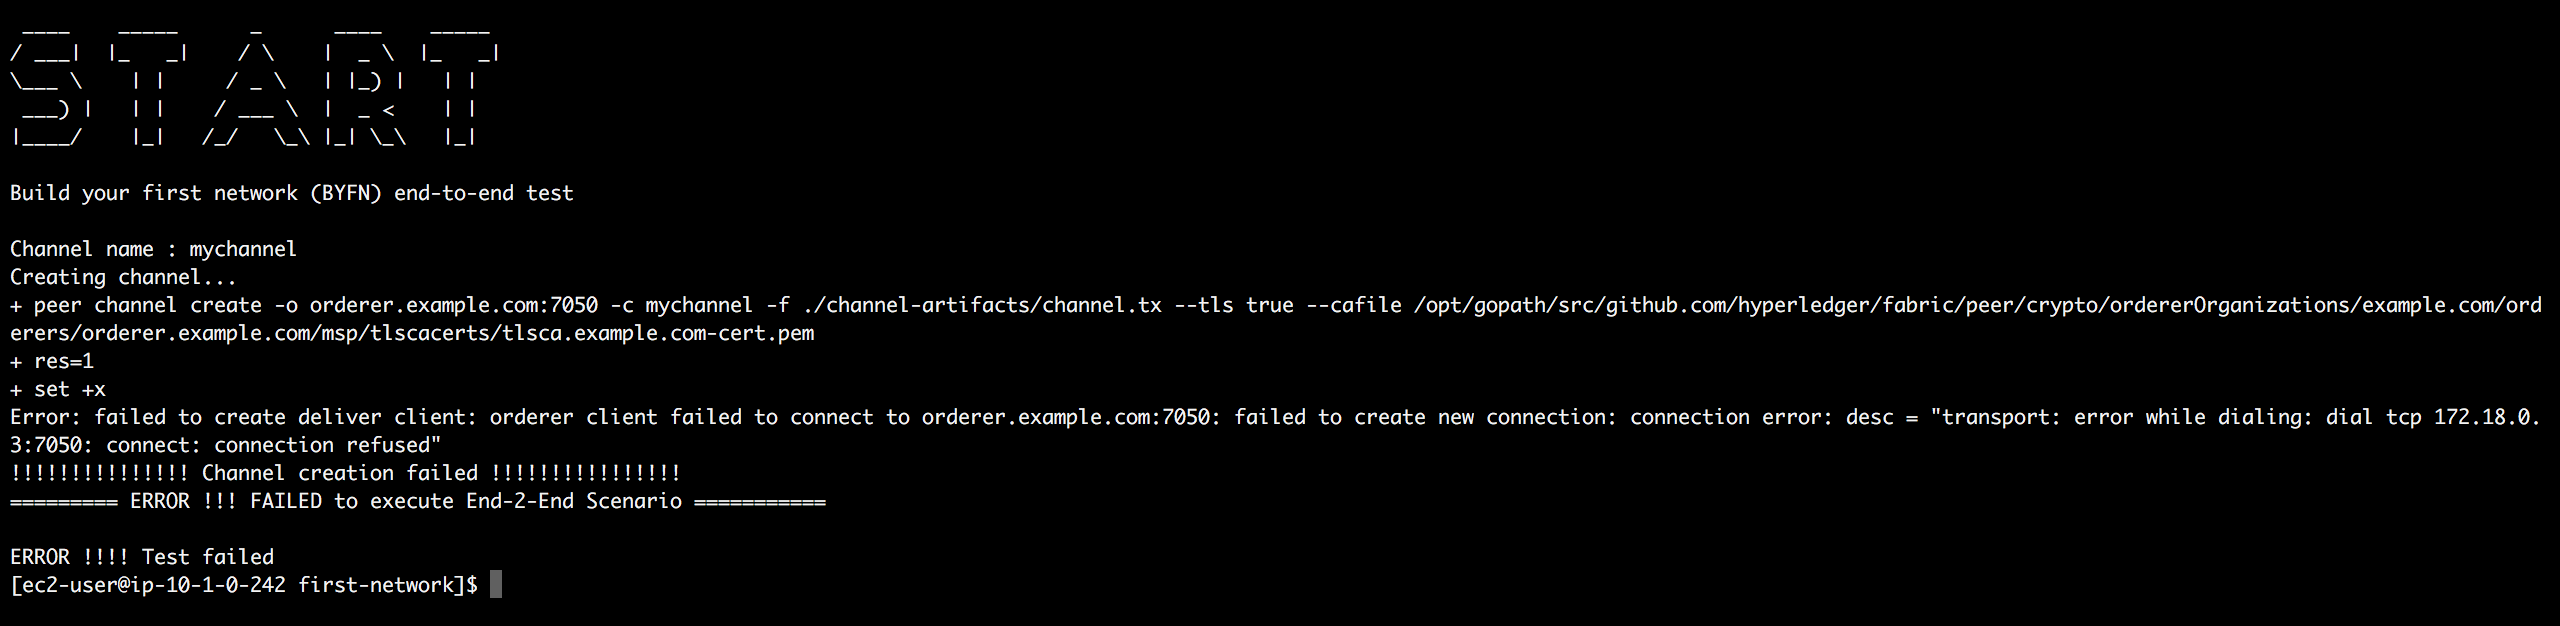 ____    _____      _      ____    _____
/ ___|  |_   _|    / \    |  _ \  |_   _|
\___ \    | |     / _ \   | |_) |   | |
 ___) |   | |    / ___ \  |  _ <    | |
|____/    |_|   /_/   \_\ |_| \_\   |_|
Build your first network (BYFN) end-to-end test
Channel name : mychannel
Creating channel...
+ peer channel create -o orderer.example.com:7050 -c mychannel -f ./channel-artifacts/channel.tx --tls true --cafile /opt/gopath/src/github.com/hyperledger/fabric/peer/crypto/ordererOrganizations/example.com/ord
erers/orderer.example.com/msp/tlscacerts/tlsca.example.com-cert.pem
+ res=1
+ set +x
Error: failed to create deliver client: orderer client failed to connect to orderer.example.com:7050: failed to create new connection: connection error: desc = "transport: error while dialing: dial tcp 172.18.0.
3:7050: connect: connection refused"
!!!!!!!!!!!!!!! Channel creation failed !!!!!!!!!!!!!!!!
========= ERROR !!! FAILED to execute End-2-End Scenario ===========
ERROR !!!! Test failed
[ec2-user@ip-10-1-0-242 first-network]$